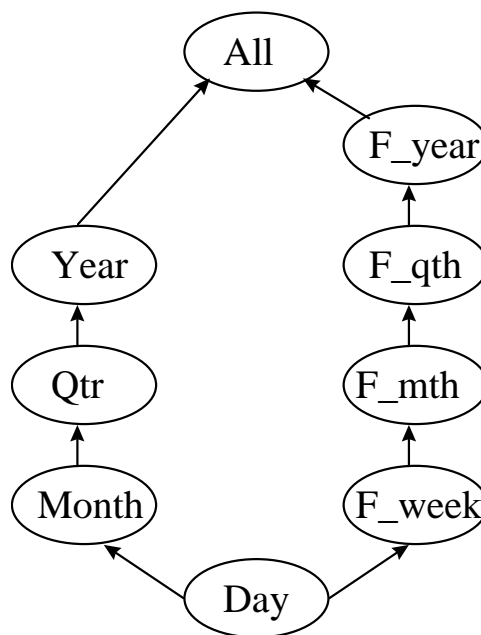 All
F_year
Year
F_qth
Qtr
F_mth
Month
F_week
Day